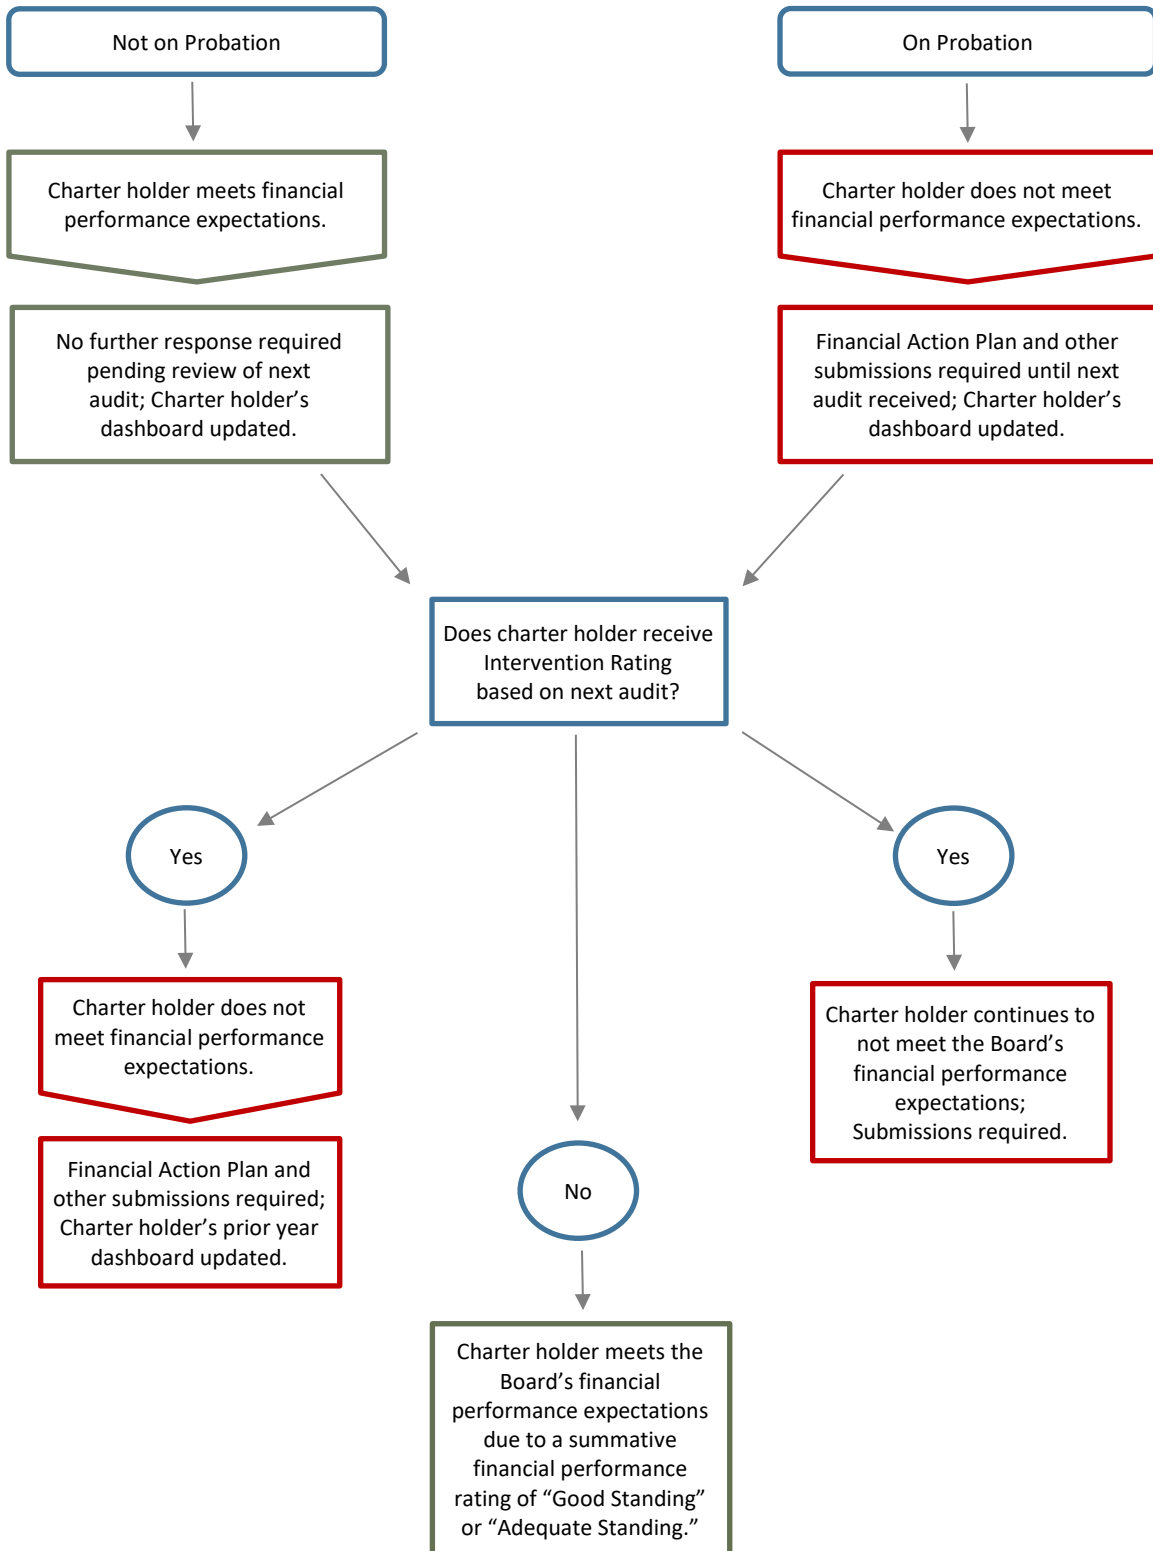 Not on Probation
On Probation
Charter holder meets financial
performance expectations.
Charter holder does not meet
financial performance expectations.
No further response required
pending review of next
audit; Charter holder’s
dashboard updated.
Financial Action Plan and other
submissions required until next
audit received; Charter holder’s
dashboard updated.
Does charter holder receive
Intervention Rating
based on next audit?
Yes
Yes
Charter holder does not
meet financial performance
expectations.
Charter holder continues to
not meet the Board’s
financial performance
expectations;
Submissions required.
Financial Action Plan and
other submissions required;
Charter holder’s prior year
dashboard updated.
No
Charter holder meets the
Board’s financial
performance expectations
due to a summative
financial performance
rating of “Good Standing”
or “Adequate Standing.”